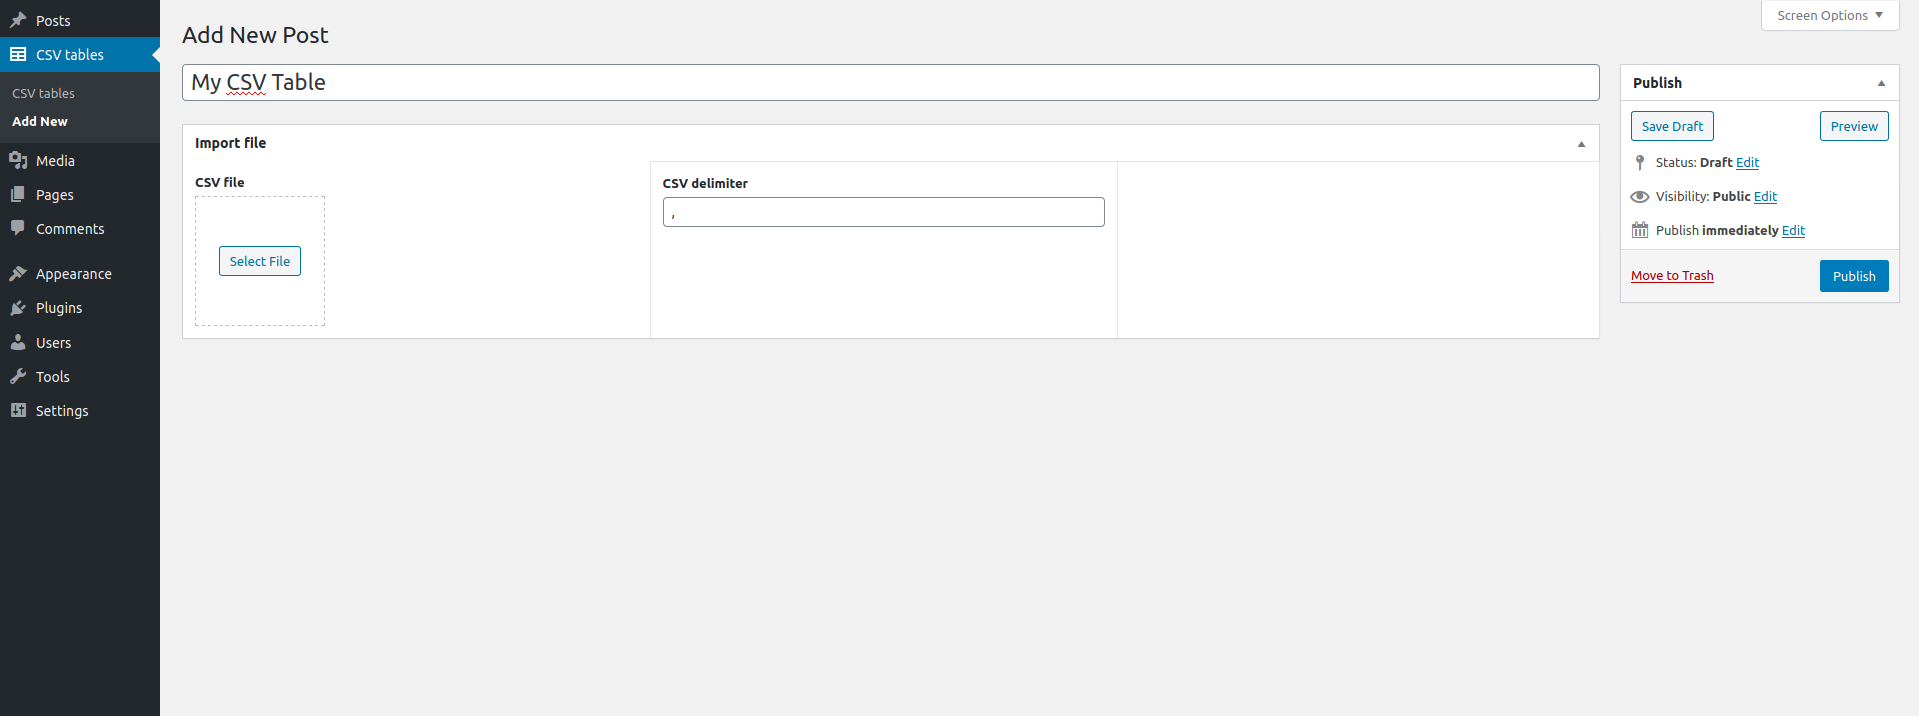 Posts
CSV tables
CSV tables
Add New
Media
Pages
Comments
Appearance
Plugins
Users
Tools
Settings
Screen Options
Add New Post
My CSV Table
Import file
CSV file
Select File
CSV delimiter
,
Publish
Save Draft
Preview
Status: Draft Edit
Visibility: Public Edit
Publish immediately Edit
Move to Trash
Publish